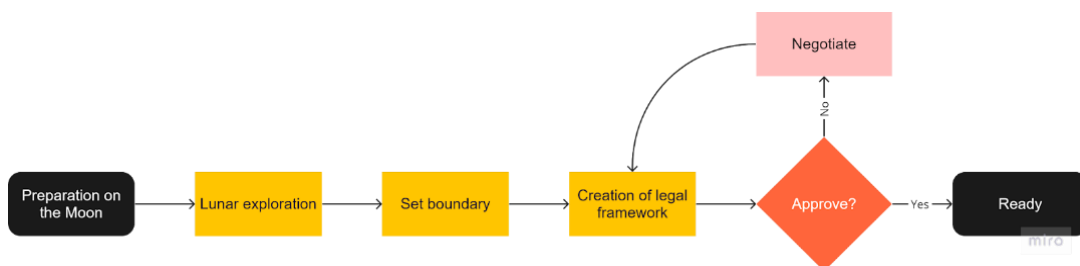 Negotiate
No
Preparation on
the Moon
Lunar exploration
Set boundary
Creation of legal
framework
Approve?
Yes
Ready
miro